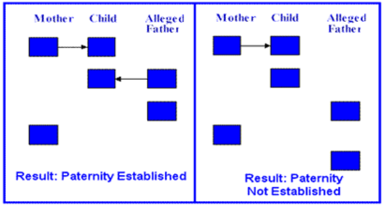 Mother Child Alleged
Father
Result: Paternity Established
Mother Child Alleged
Father
Result: Paternity
Not Established